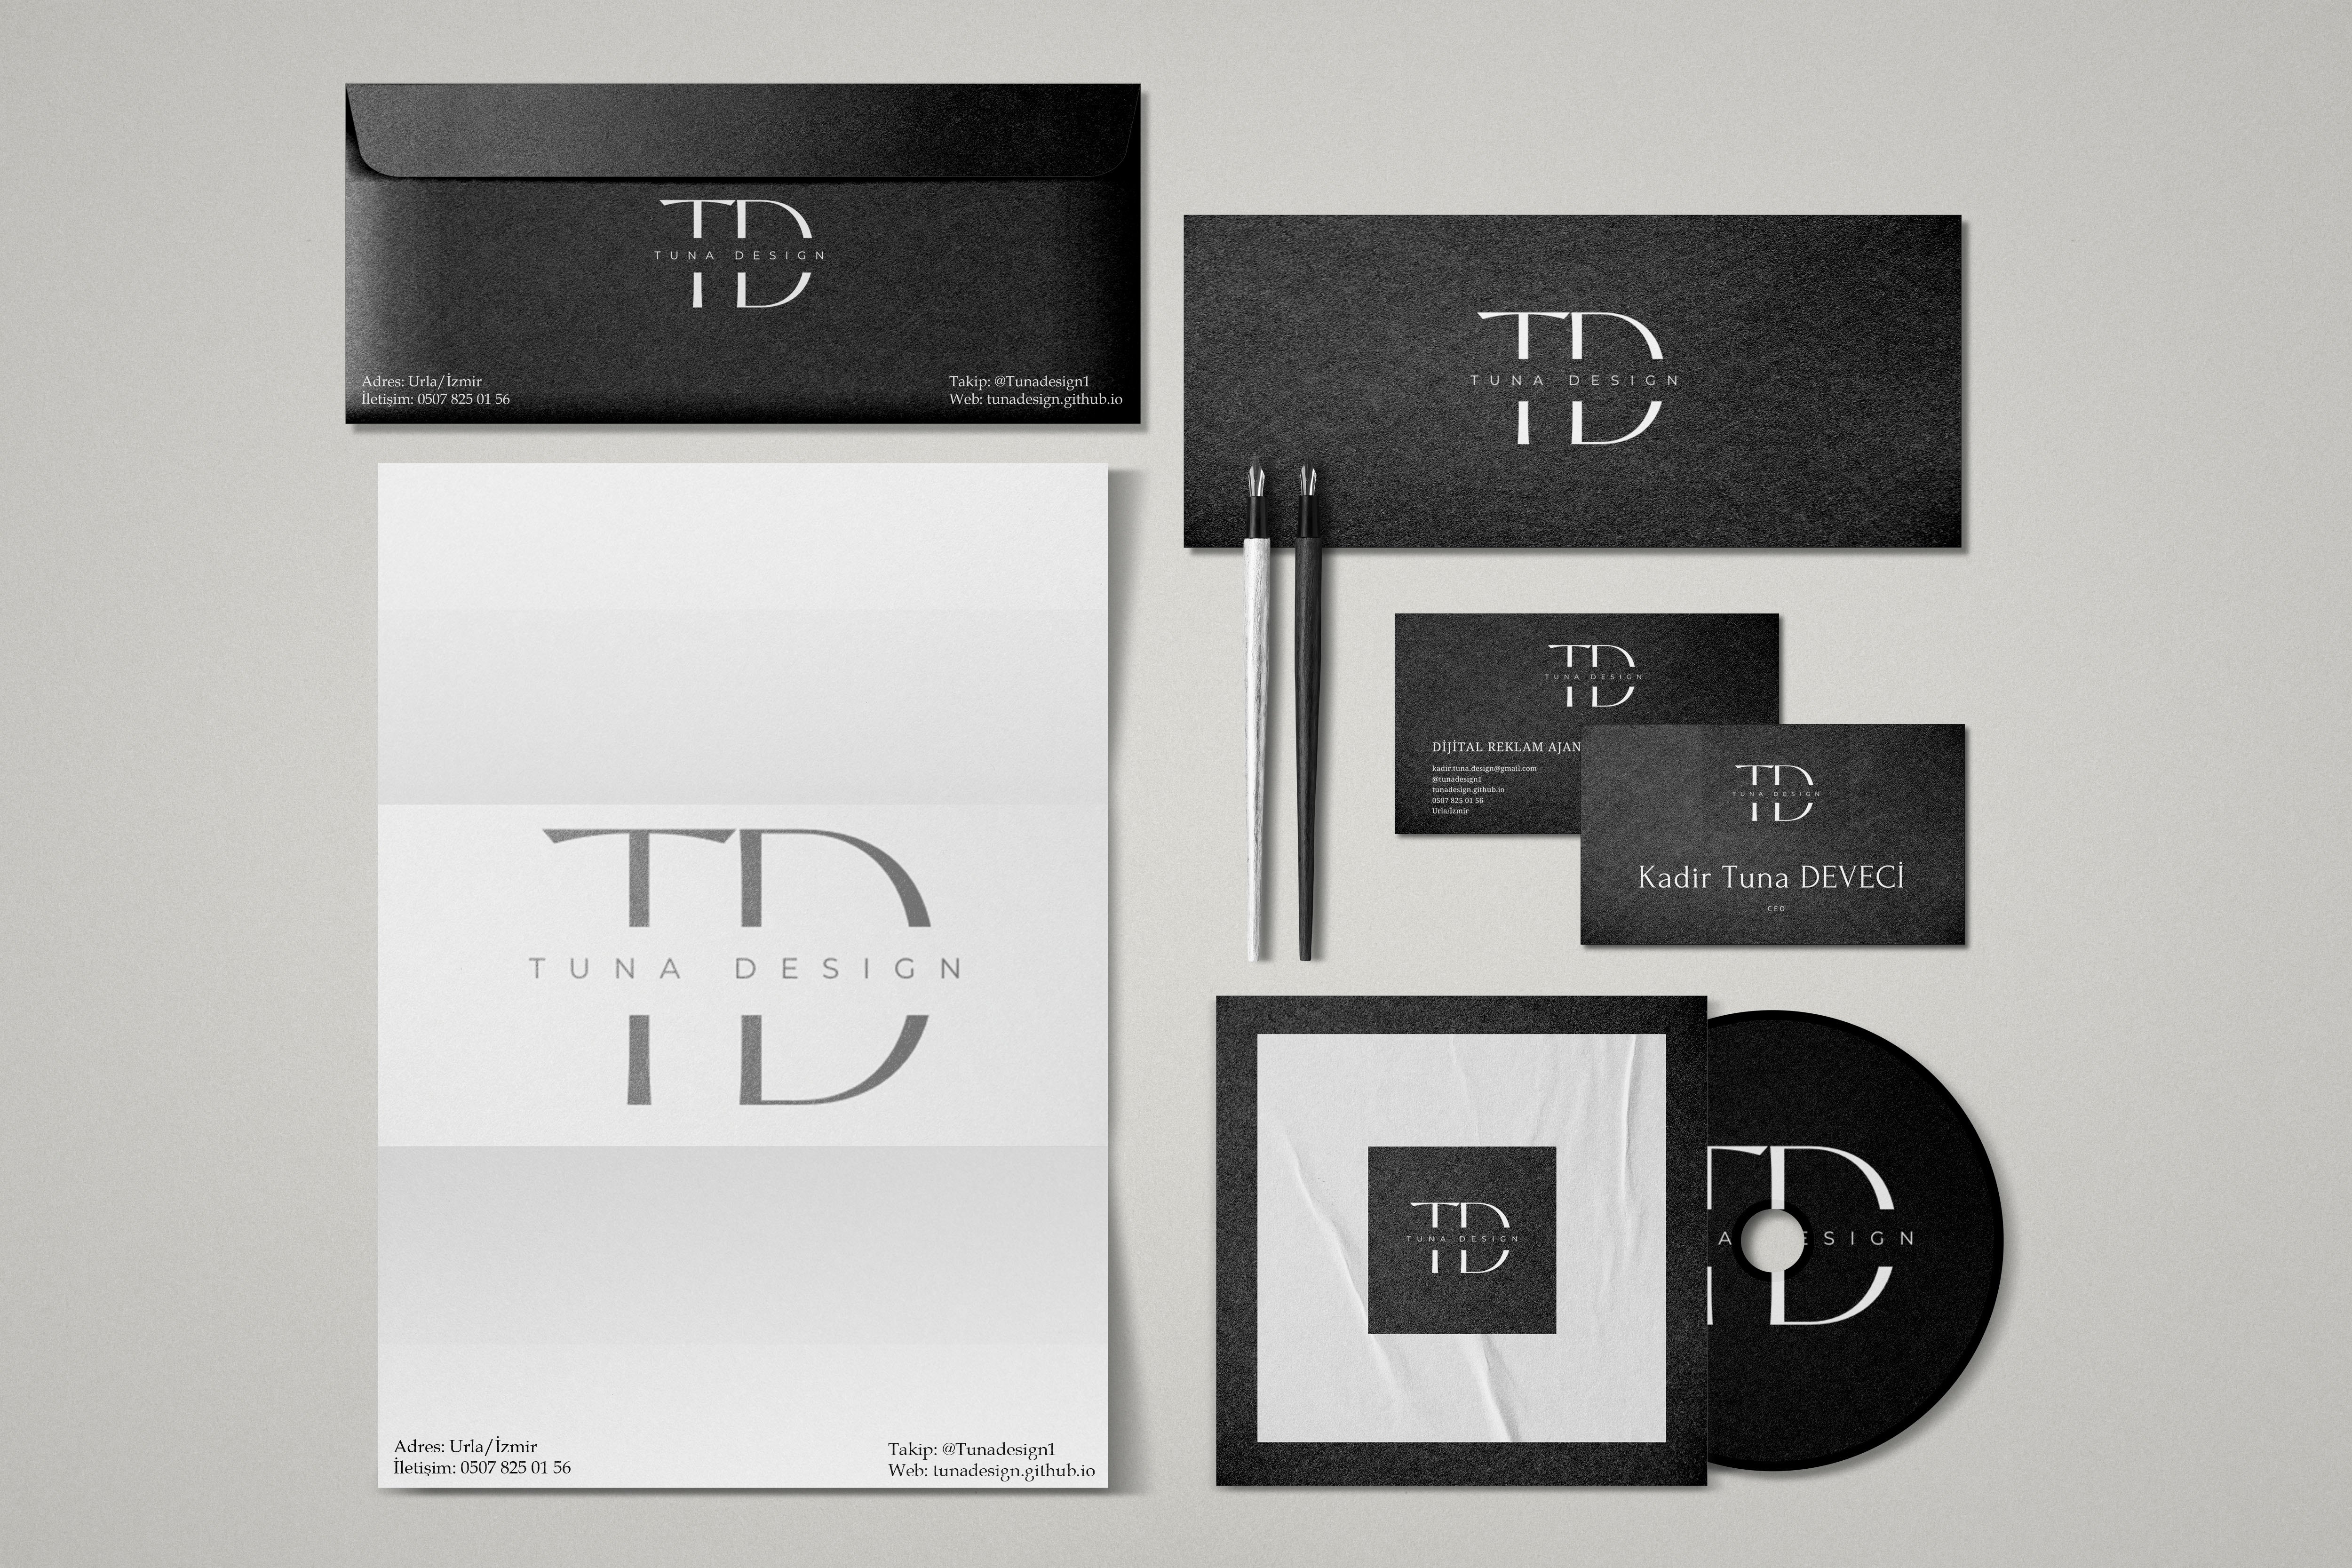 TD
TUNA DESIGN
Adres: Urla/İzmir
İletişim: 0507 825 01 56
Takip: @Tunadesign1
Web: tunadesign.github.io
TD
TUNA DESIGN
TD
TUNA DESIGN
Adres: Urla/İzmir
İletişim: 0507 825 01 56
Takip: @Tunadesign1
Web: tunadesign.github.io
TD
TUNA DESIGN
DİJİTAL REKLAM AJAN
kadir.tuna.design@gmail.com
@tunadesign1
tunadesign.github.io
0507 825 01 56
Urla/İzmir
TD
TUNA DESIGN
Kadir Tuna DEVECİ
CEO
TD
TUNA DESIGN
TD
A DESIGN